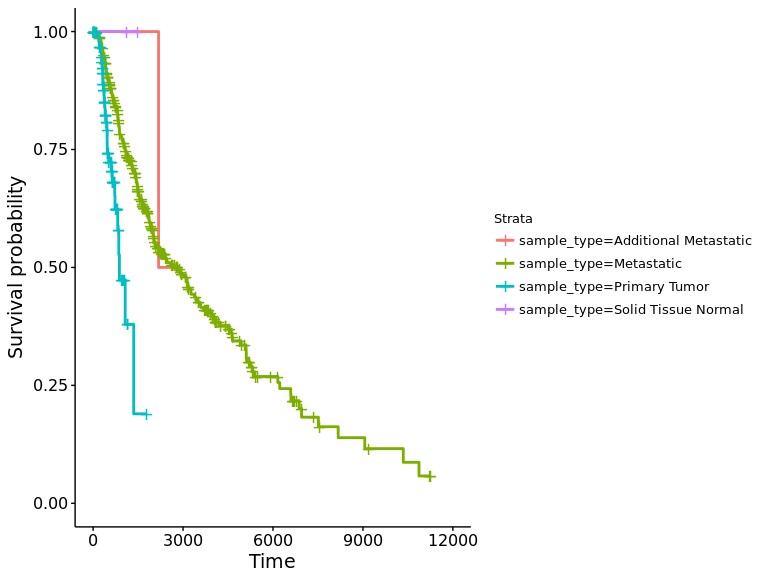 Survival probability
1.00
0.75
0.50
0.25
0.00
0 3000 6000 9000 12000
Time
Strata
sample_type=Additional Metastatic
sample_type=Metastatic
sample_type=Primary Tumor
sample_type=Solid Tissue Normal